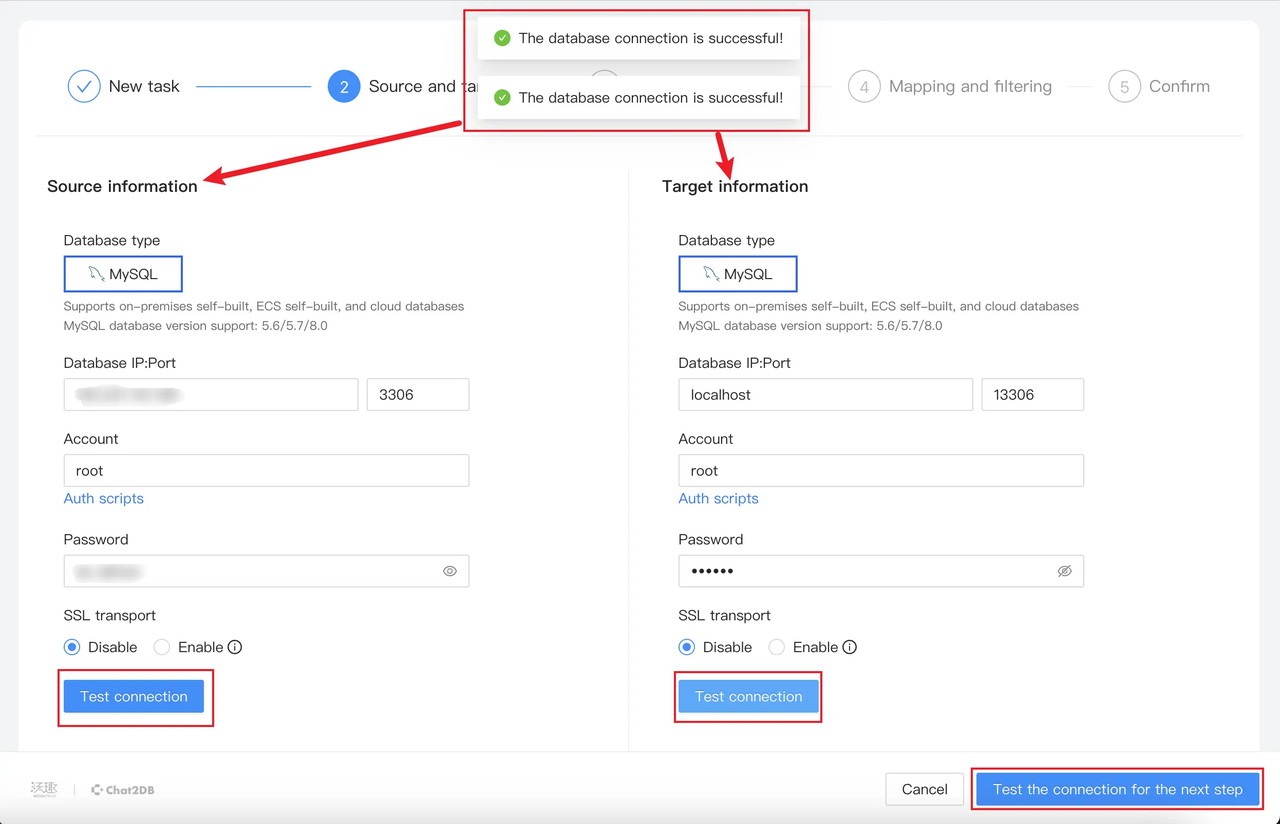 The database connection is successful!
The database connection is successful!
New task
2 Source and ta
4 Mapping and filtering
5 Confirm
Source information
Database type
MySQL
Supports on-premises self-built, ECS self-built, and cloud databases
MySQL database version support: 5.6/5.7/8.0
Database IP:Port
3306
Account
root
Auth scripts
Password
SSL transport
Disable Enable
Test connection
Target information
Database type
MySQL
Supports on-premises self-built, ECS self-built, and cloud databases
MySQL database version support: 5.6/5.7/8.0
Database IP:Port
localhost 13306
Account
root
Auth scripts
Password
••••••
SSL transport
Disable Enable
Test connection
沃趣 Chat2DB
Cancel Test the connection for the next step